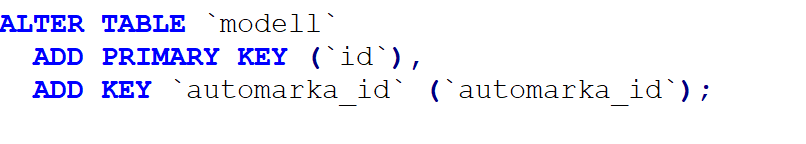 ALTER TABLE `modell`
  ADD PRIMARY KEY (`id`),
  ADD KEY `automarka_id` (`automarka_id`);